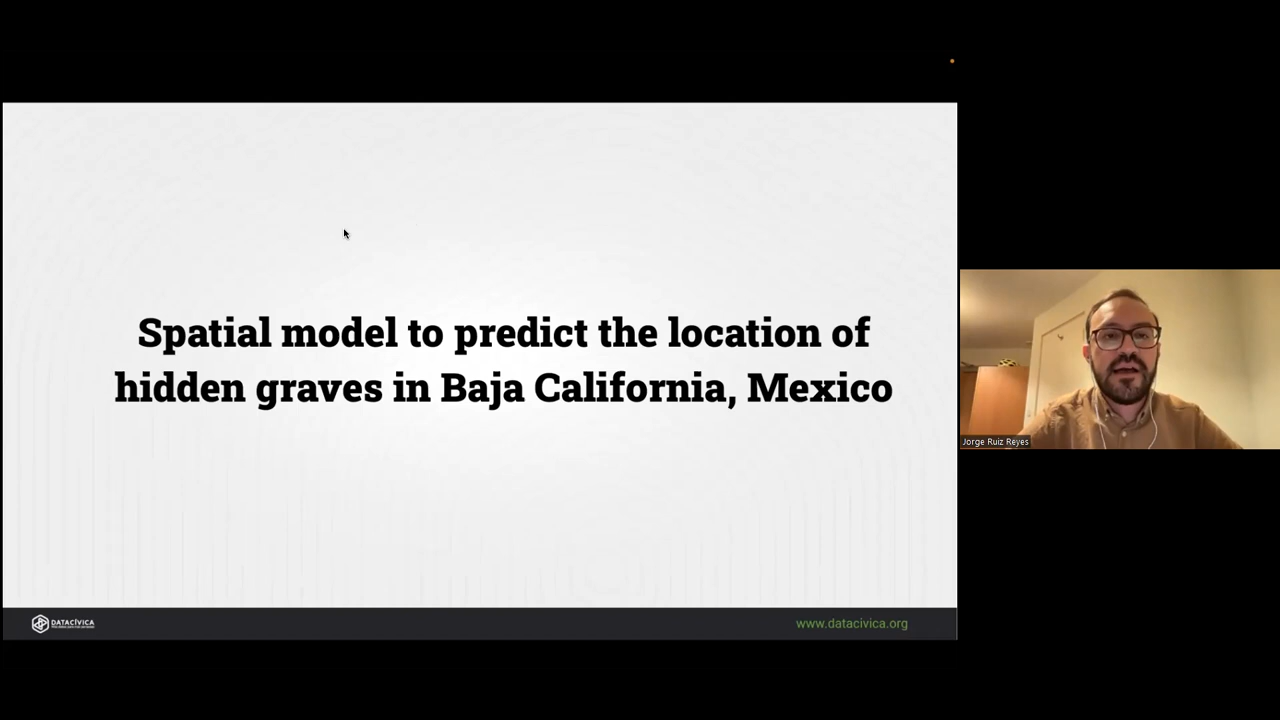 Spatial model to predict the location of
hidden graves in Baja California, Mexico
Jorge Ruiz Reyes
DATACÍVICA
www.datacivica.org